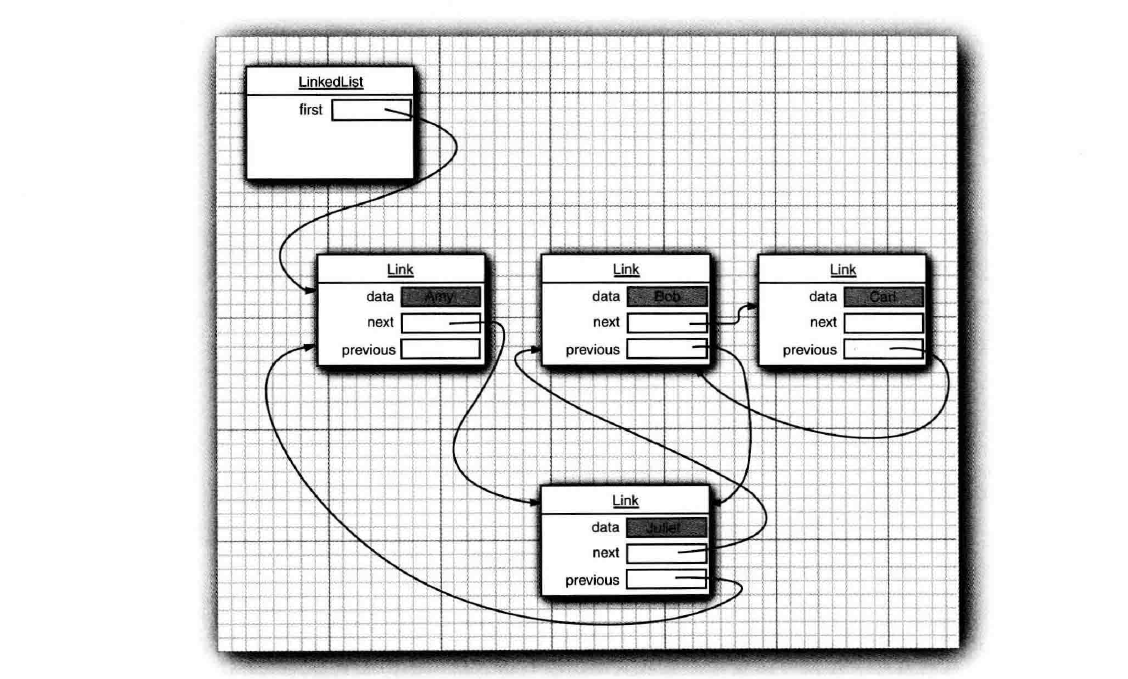 LinkedList
first
Link
data Amy
next
previous
Link
data Bob
next
previous
Link
data Carl
next
previous
Link
data Juliet
next
previous